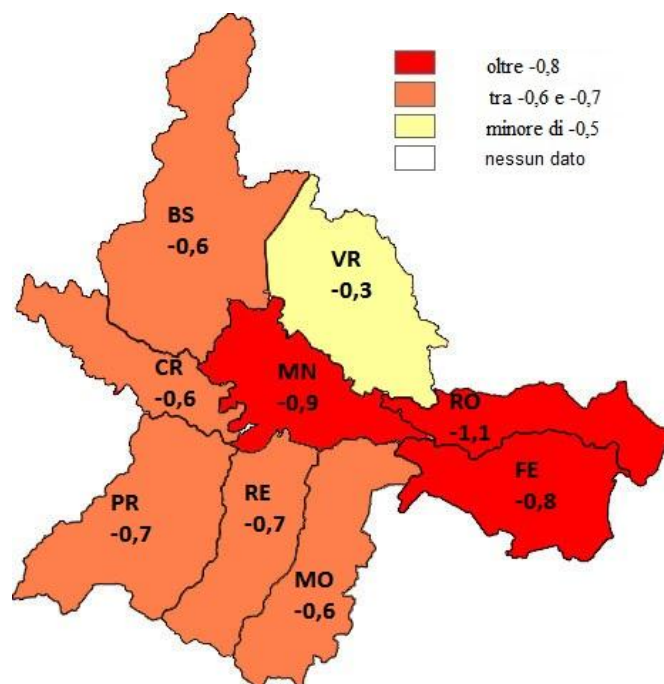 oltre -0,8
tra -0,6 e -0,7
minore di -0,5
nessun dato
BS
-0,6
VR
-0,3
CR
-0,6
MN
-0,9
RO
-1,1
PR
-0,7
RE
-0,7
FE
-0,8
MO
-0,6